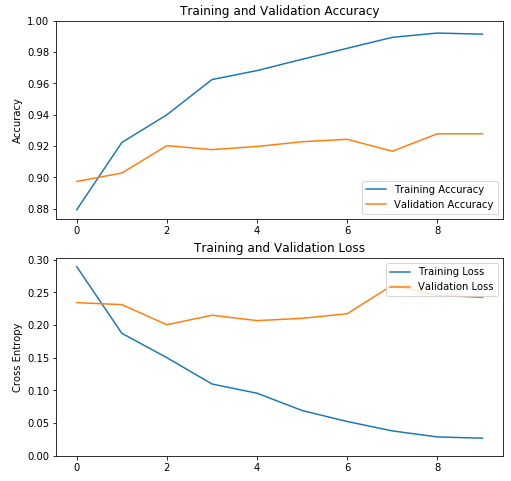 Training and Validation Accuracy
1.00
0.98
0.96
0.94
0.92
0.90
0.88
Accuracy
Training Accuracy
Validation Accuracy
0 2 4 6 8
Training and Validation Loss
0.30
0.25
0.20
0.15
0.10
0.05
0.00
Cross Entropy
Training Loss
Validation Loss
0 2 4 6 8